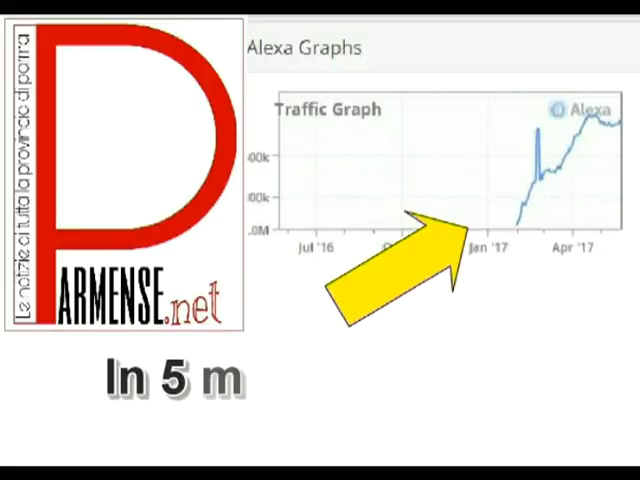 Le notizie di tutta la provincia di parma
PARMENSE.net
Alexa Graphs
Traffic Graph
Alexa
00k
00k
.0M
Jul '16
Jan '17
Apr '17
In 5 m